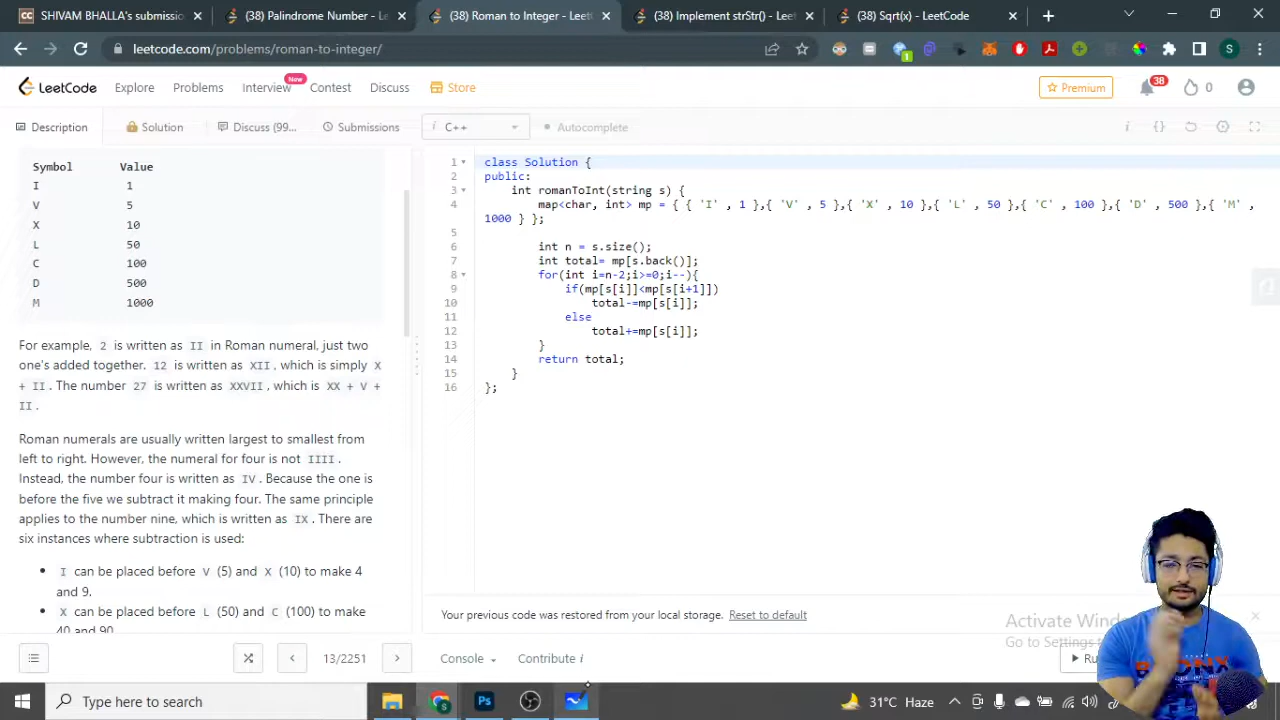 SHIVAM BHALLA's submissio
(38) Palindrome Number - Le
(38) Roman to Integer - Leet
(38) Implement strStr() - Leet
(38) Sqrt(x) - LeetCode
leetcode.com/problems/roman-to-integer/
1
S
LeetCode
Explore
Problems
Interview
New
Contest
Discuss
Store
Premium
38
0
Description
Solution
Discuss (99...
Submissions
i C++
Autocomplete
Symbol Value
I 1
V 5
X 10
L 50
C 100
D 500
M 1000
For example, 2 is written as II in Roman numeral, just two
one's added together. 12 is written as XII, which is simply X
+ II. The number 27 is written as XXVII, which is XX + V +
II.
Roman numerals are usually written largest to smallest from
left to right. However, the numeral for four is not IIII.
Instead, the number four is written as IV. Because the one is
before the five we subtract it making four. The same principle
applies to the number nine, which is written as IX. There are
six instances where subtraction is used:
• I can be placed before V (5) and X (10) to make 4
and 9.
• X can be placed before L (50) and C (100) to make
40 and 90.
1 class Solution {
2 public:
3 int romanToInt(string s) {
4 map<char, int> mp = { { 'I' , 1 },{ 'V' , 5 },{ 'X' , 10 },{ 'L' , 50 },{ 'C' , 100 },{ 'D' , 500 },{ 'M' ,
1000 } };
5
6 int n = s.size();
7 int total= mp[s.back()];
8 for(int i=n-2;i>=0;i--){
9 if(mp[s[i]]<mp[s[i+1]])
10 total-=mp[s[i]];
11 else
12 total+=mp[s[i]];
13 }
14 return total;
15 }
16 };
Your previous code was restored from your local storage. Reset to default
Activate Wind
Go to Settings
13/2251
Console
Contribute i
Type here to search
31°C Haze